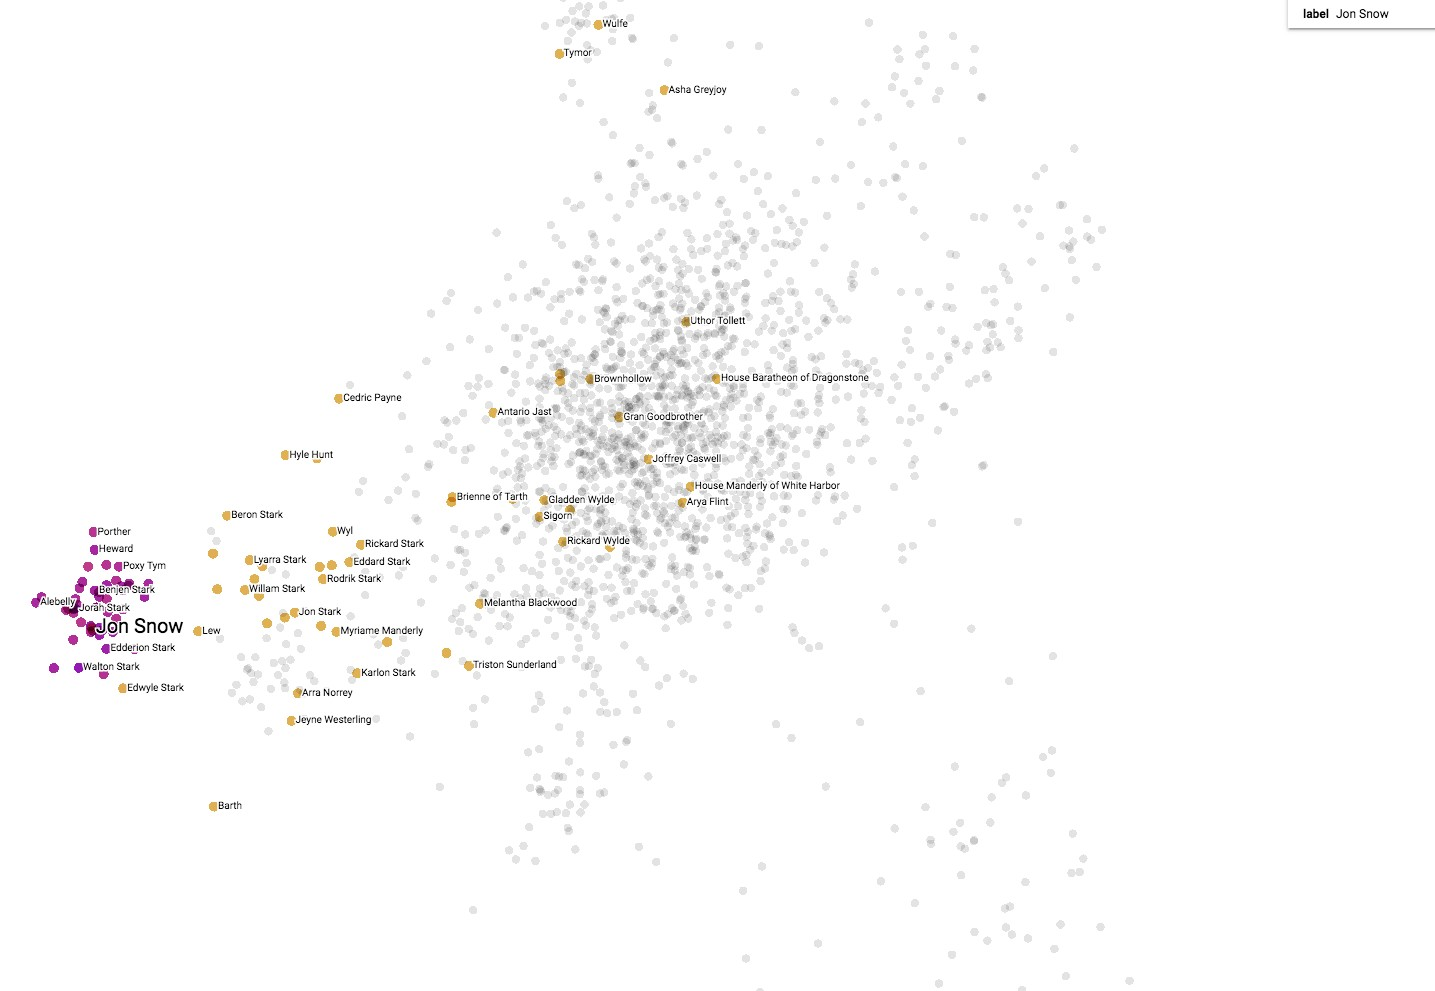 label Jon Snow
Wulfe
Tymor
Asha Greyjoy
Uthor Tollett
Brownhollow
House Baratheon of Dragonstone
Cedric Payne
Antario Jast
Gran Goodbrother
Hyle Hunt
Joffrey Caswell
House Manderly of White Harbor
Brienne of Tarth
Gladden Wylde
Arya Flint
Beron Stark
Sigorn
Porther
Wyl
Rickard Stark
Rickard Wylde
Heward
Lyarra Stark
Eddard Stark
Poxy Tym
Rodrik Stark
Benjen Stark
Willam Stark
Alebelly
Jorah Stark
Melantha Blackwood
Jon Stark
Jon Snow
Lew
Myriame Manderly
Edderion Stark
Walton Stark
Triston Sunderland
Karlon Stark
Edwyle Stark
Arra Norrey
Jeyne Westerling
Barth